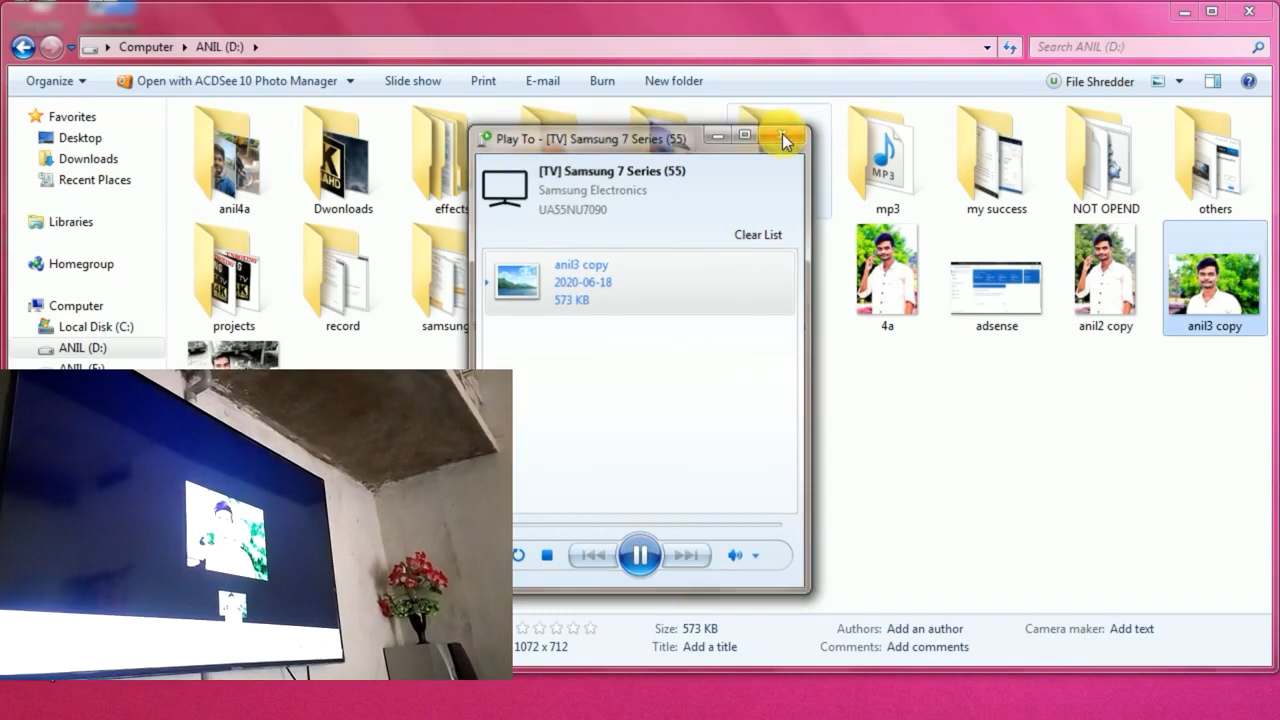 Computer
ANIL (D:)
Search ANIL (D:)
Organize
Open with ACDSee 10 Photo Manager
Slide show
Print
E-mail
Burn
New folder
File Shredder
Favorites
Desktop
Downloads
Recent Places
Libraries
Homegroup
Computer
Local Disk (C:)
ANIL (D:)
anil4a
Dwonloads
effects
MP3
mp3
my success
NOT OPEND
others
projects
record
samsung
4a
adsense
anil2 copy
anil3 copy
Play To - [TV] Samsung 7 Series (55)
[TV] Samsung 7 Series (55)
Samsung Electronics
UA55NU7090
Clear List
anil3 copy
2020-06-18
573 KB
Size: 573 KB
Authors: Add an author
Camera maker: Add text
1072 x 712
Title: Add a title
Comments: Add comments